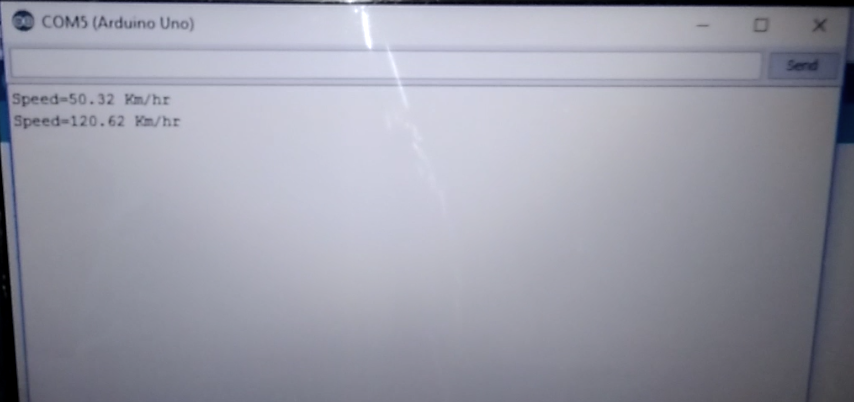 COM5 (Arduino Uno)
Send
Speed=50.32 Km/hr
Speed=120.62 Km/hr